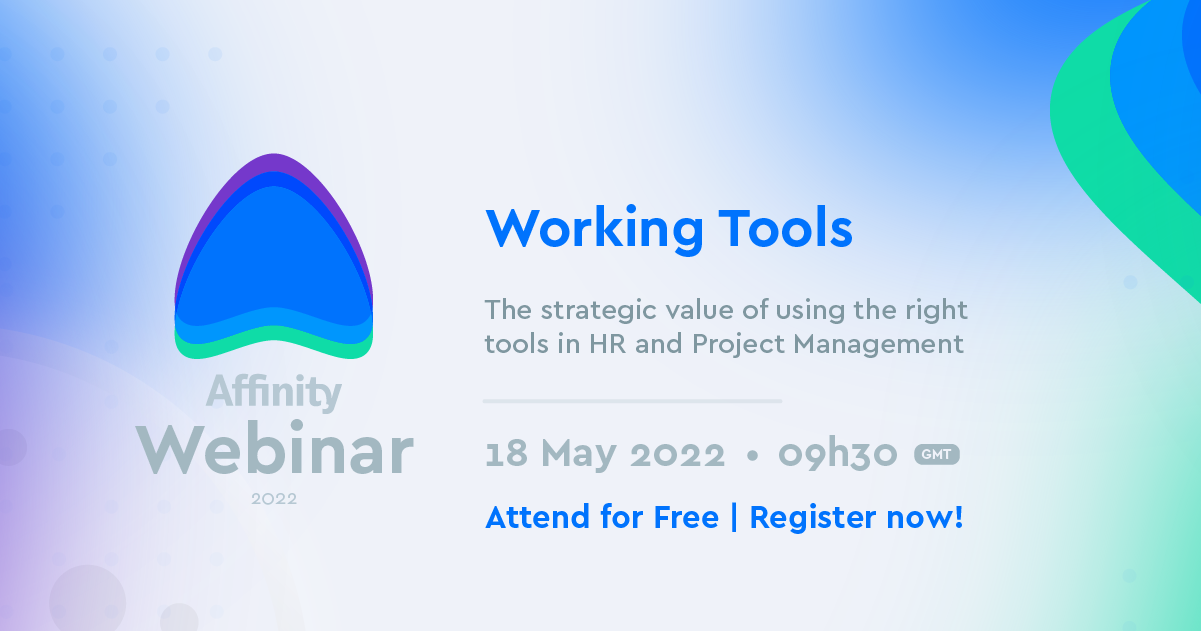 Affinity
Webinar
2022
Working Tools
The strategic value of using the right
tools in HR and Project Management
18 May 2022 • 09h30 GMT
Attend for Free | Register now!